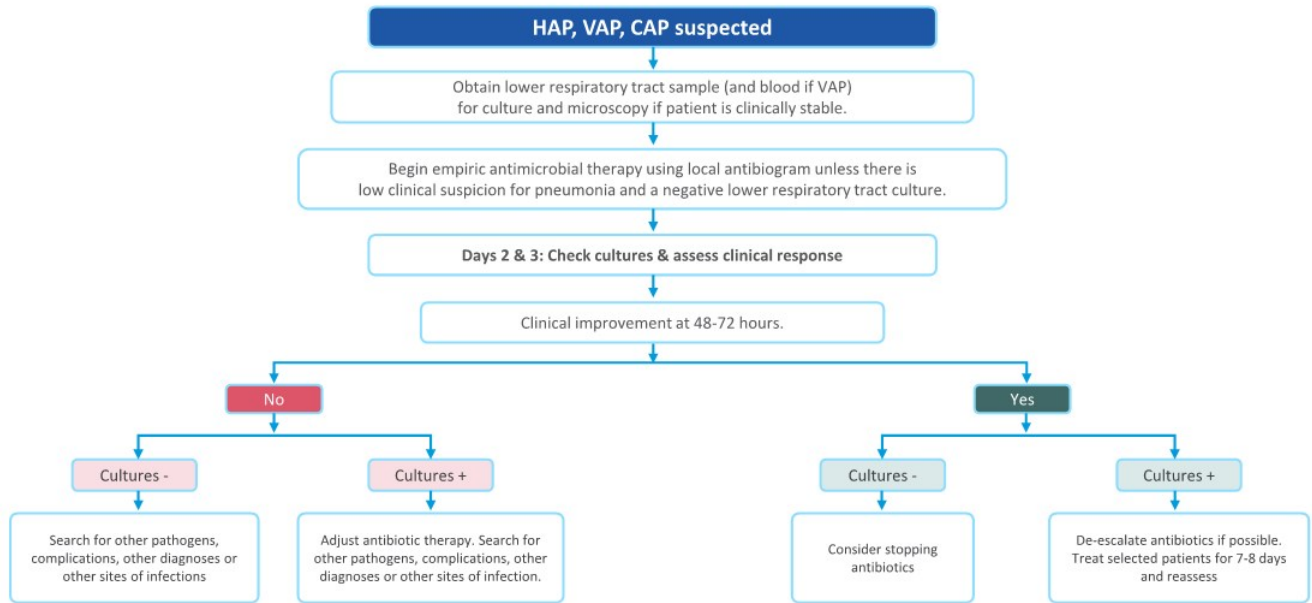 HAP, VAP, CAP suspected
Obtain lower respiratory tract sample (and blood if VAP)
for culture and microscopy if patient is clinically stable.
Begin empiric antimicrobial therapy using local antibiogram unless there is
low clinical suspicion for pneumonia and a negative lower respiratory tract culture.
Days 2 & 3: Check cultures & assess clinical response
Clinical improvement at 48-72 hours.
No
Yes
Cultures -
Cultures +
Cultures -
Cultures +
Search for other pathogens,
complications, other diagnoses or
other sites of infections
Adjust antibiotic therapy. Search for
other pathogens, complications, other
diagnoses or other sites of infection.
Consider stopping
antibiotics
De-escalate antibiotics if possible.
Treat selected patients for 7-8 days
and reassess